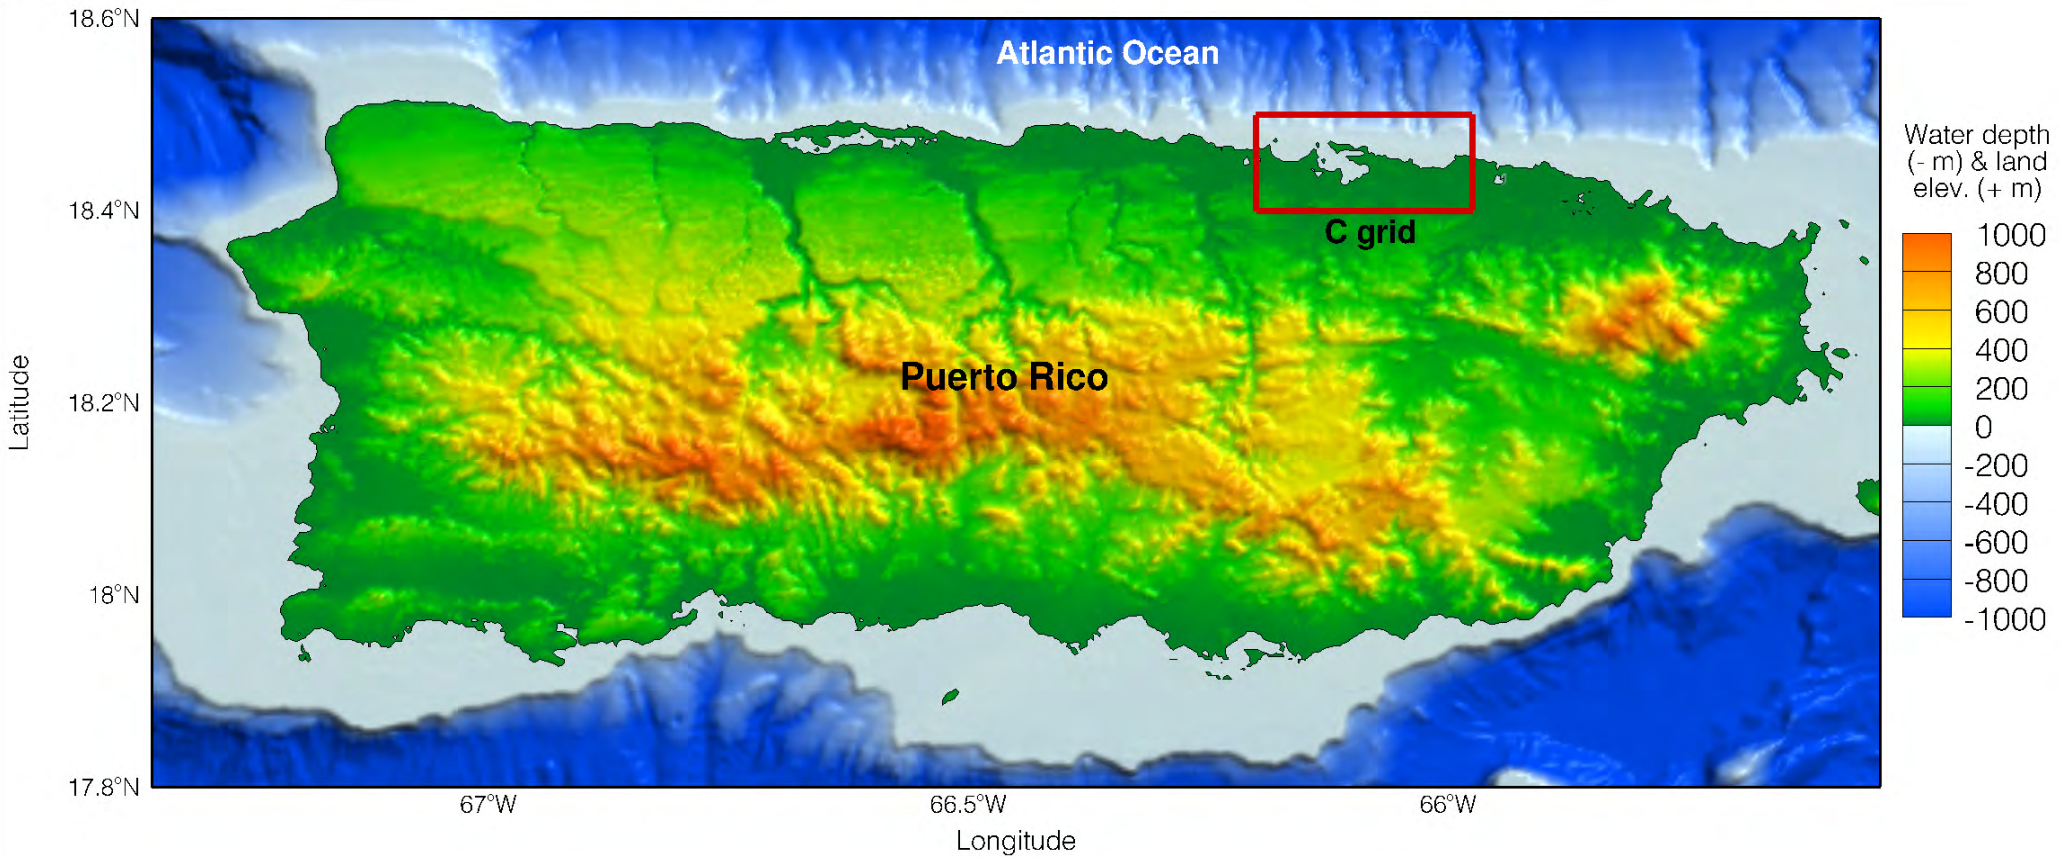 18.6°N
Atlantic Ocean
Water depth
(- m) & land
elev. (+ m)
18.4°N
C grid
1000
800
600
400
200
0
-200
-400
-600
-800
-1000
Puerto Rico
18.2°N
Latitude
18°N
17.8°N
67°W
66.5°W
66°W
Longitude